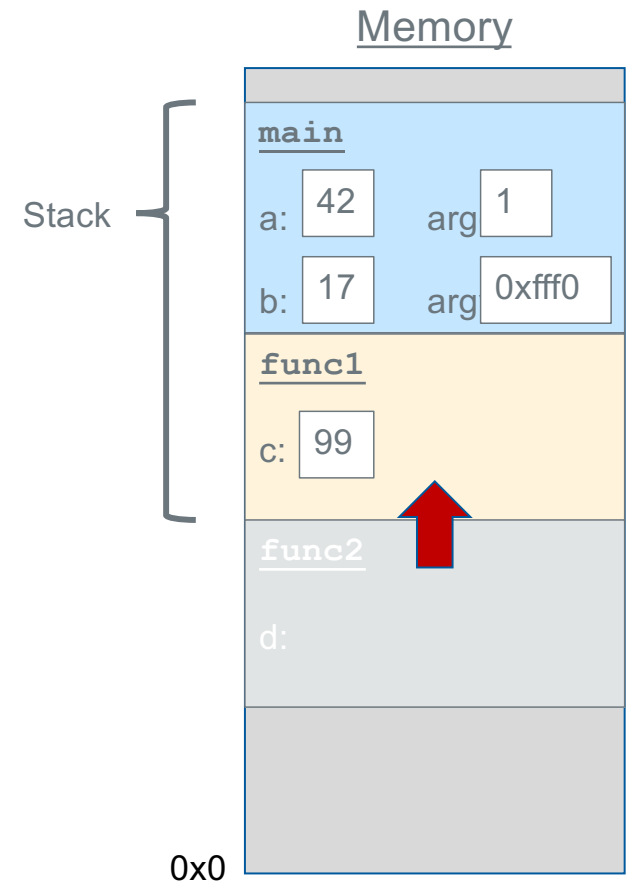 Memory
Stack
main
a: 42 arg 1
b: 17 arg 0xfff0
func1
c: 99
func2
d:
0x0